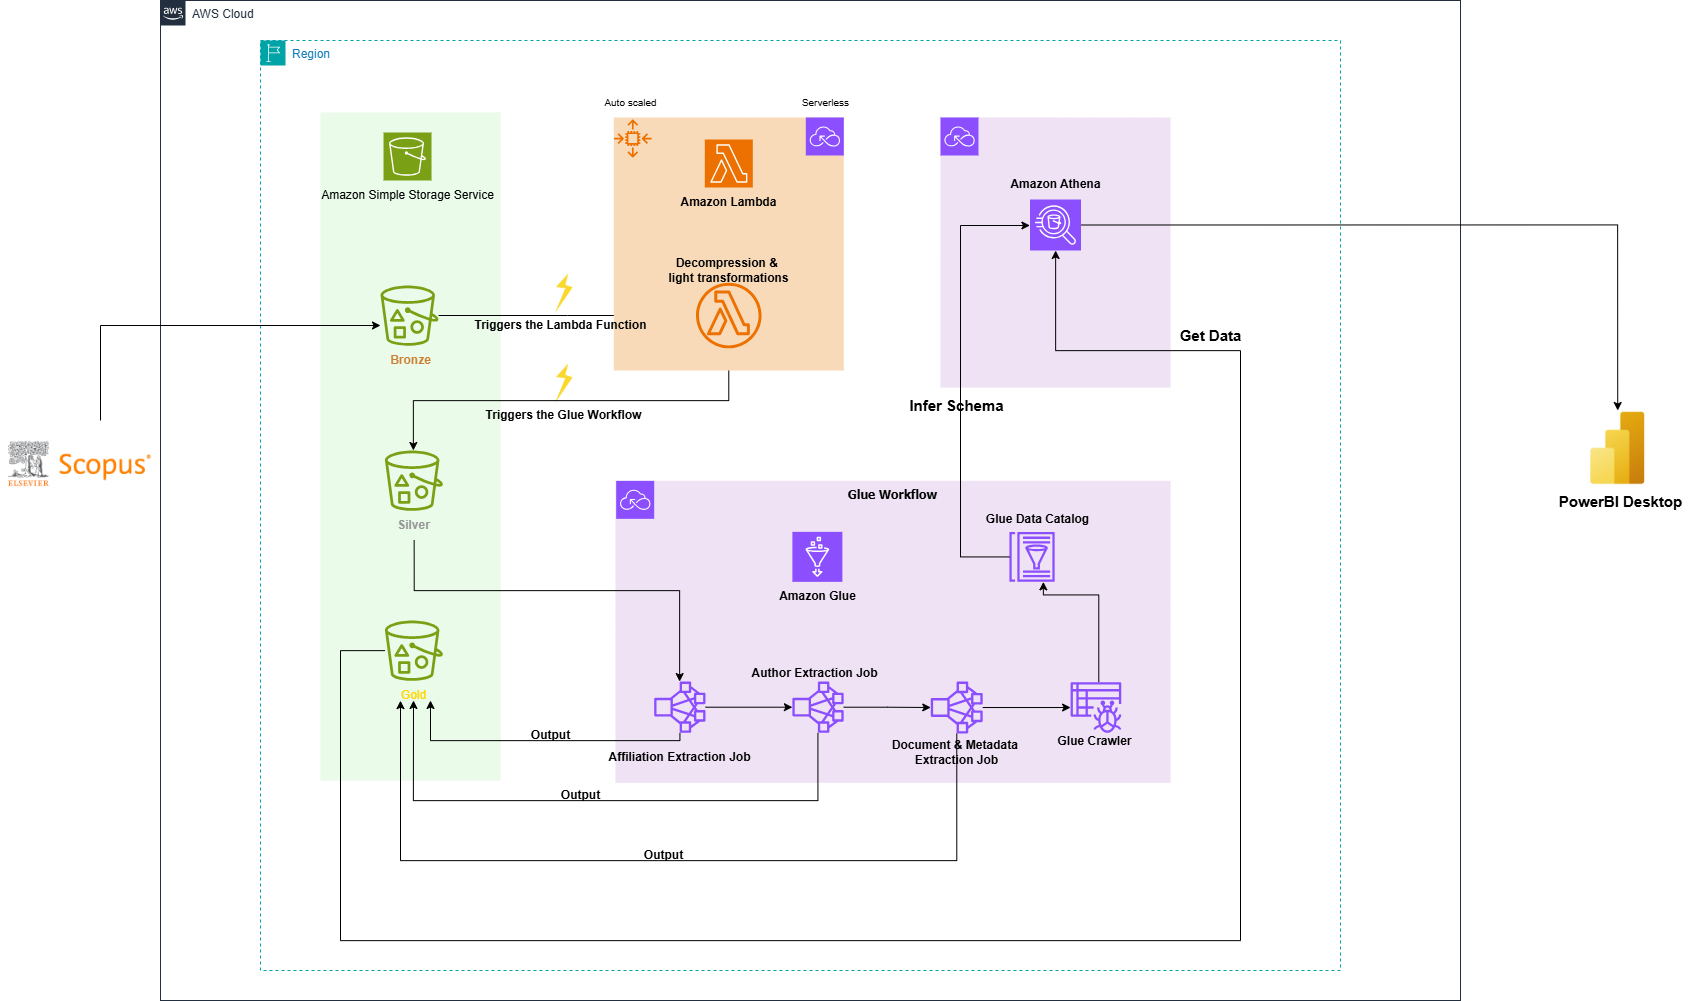 aws
AWS Cloud
Region
Auto scaled
Serverless
Amazon Simple Storage Service
Amazon Lambda
Amazon Athena
Decompression &
light transformations
Triggers the Lambda Function
Bronze
Get Data
Triggers the Glue Workflow
Infer Schema
ELSEVIER
Scopus®
PowerBI Desktop
Silver
Glue Workflow
Glue Data Catalog
Amazon Glue
Gold
Author Extraction Job
Output
Affiliation Extraction Job
Document & Metadata
Extraction Job
Glue Crawler
Output
Output